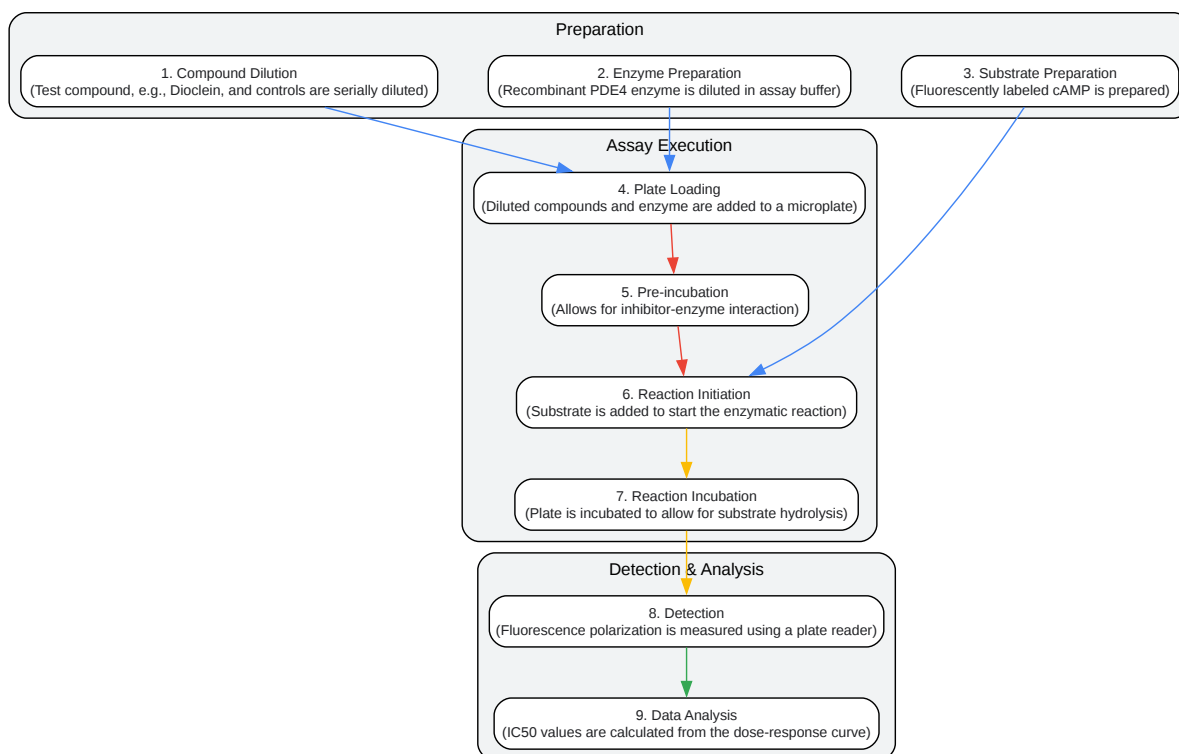 Preparation
1. Compound Dilution
(Test compound, e.g., Dioclein, and controls are serially diluted)
2. Enzyme Preparation
(Recombinant PDE4 enzyme is diluted in assay buffer)
3. Substrate Preparation
(Fluorescently labeled cAMP is prepared)
Assay Execution
4. Plate Loading
(Diluted compounds and enzyme are added to a microplate)
5. Pre-incubation
(Allows for inhibitor-enzyme interaction)
6. Reaction Initiation
(Substrate is added to start the enzymatic reaction)
7. Reaction Incubation
(Plate is incubated to allow for substrate hydrolysis)
Detection & Analysis
8. Detection
(Fluorescence polarization is measured using a plate reader)
9. Data Analysis
(IC50 values are calculated from the dose-response curve)